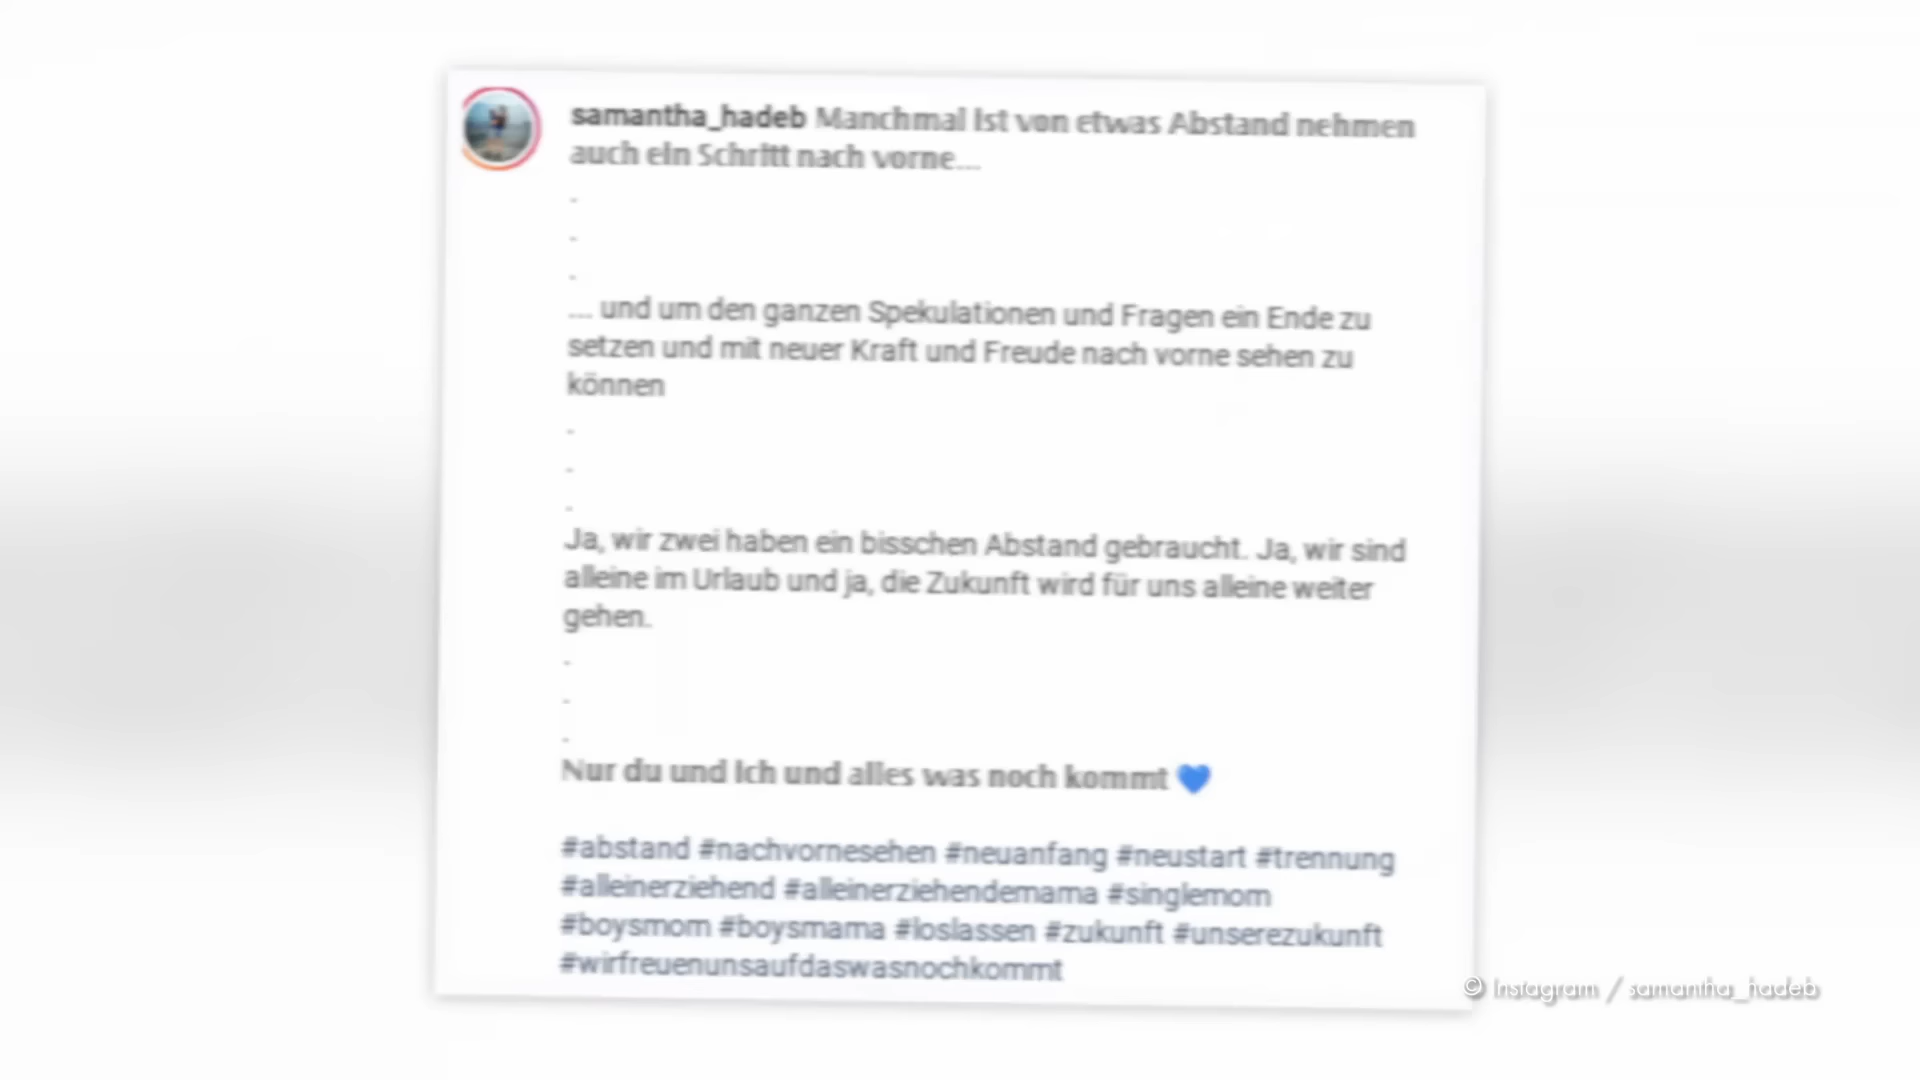 samantha_hadeb Manchmal ist von etwas Abstand nehmen
auch ein Schritt nach vorne...
.
.
.
... und um den ganzen Spekulationen und Fragen ein Ende zu
setzen und mit neuer Kraft und Freude nach vorne sehen zu
können
.
.
.
Ja, wir zwei haben ein bisschen Abstand gebraucht. Ja, wir sind
alleine im Urlaub und ja, die Zukunft wird für uns alleine weiter
gehen.
.
.
.
Nur du und ich und alles was noch kommt 💙
#abstand #nachvornesehen #neuanfang #neustart #trennung
#alleinerziehend #alleinerziehendemama #singlemom
#boysmom #boysmama #loslassen #zukunft #unserezukunft
#wirfreuenunsaufdaswasnochkommt
© Instagram / samantha_hadeb